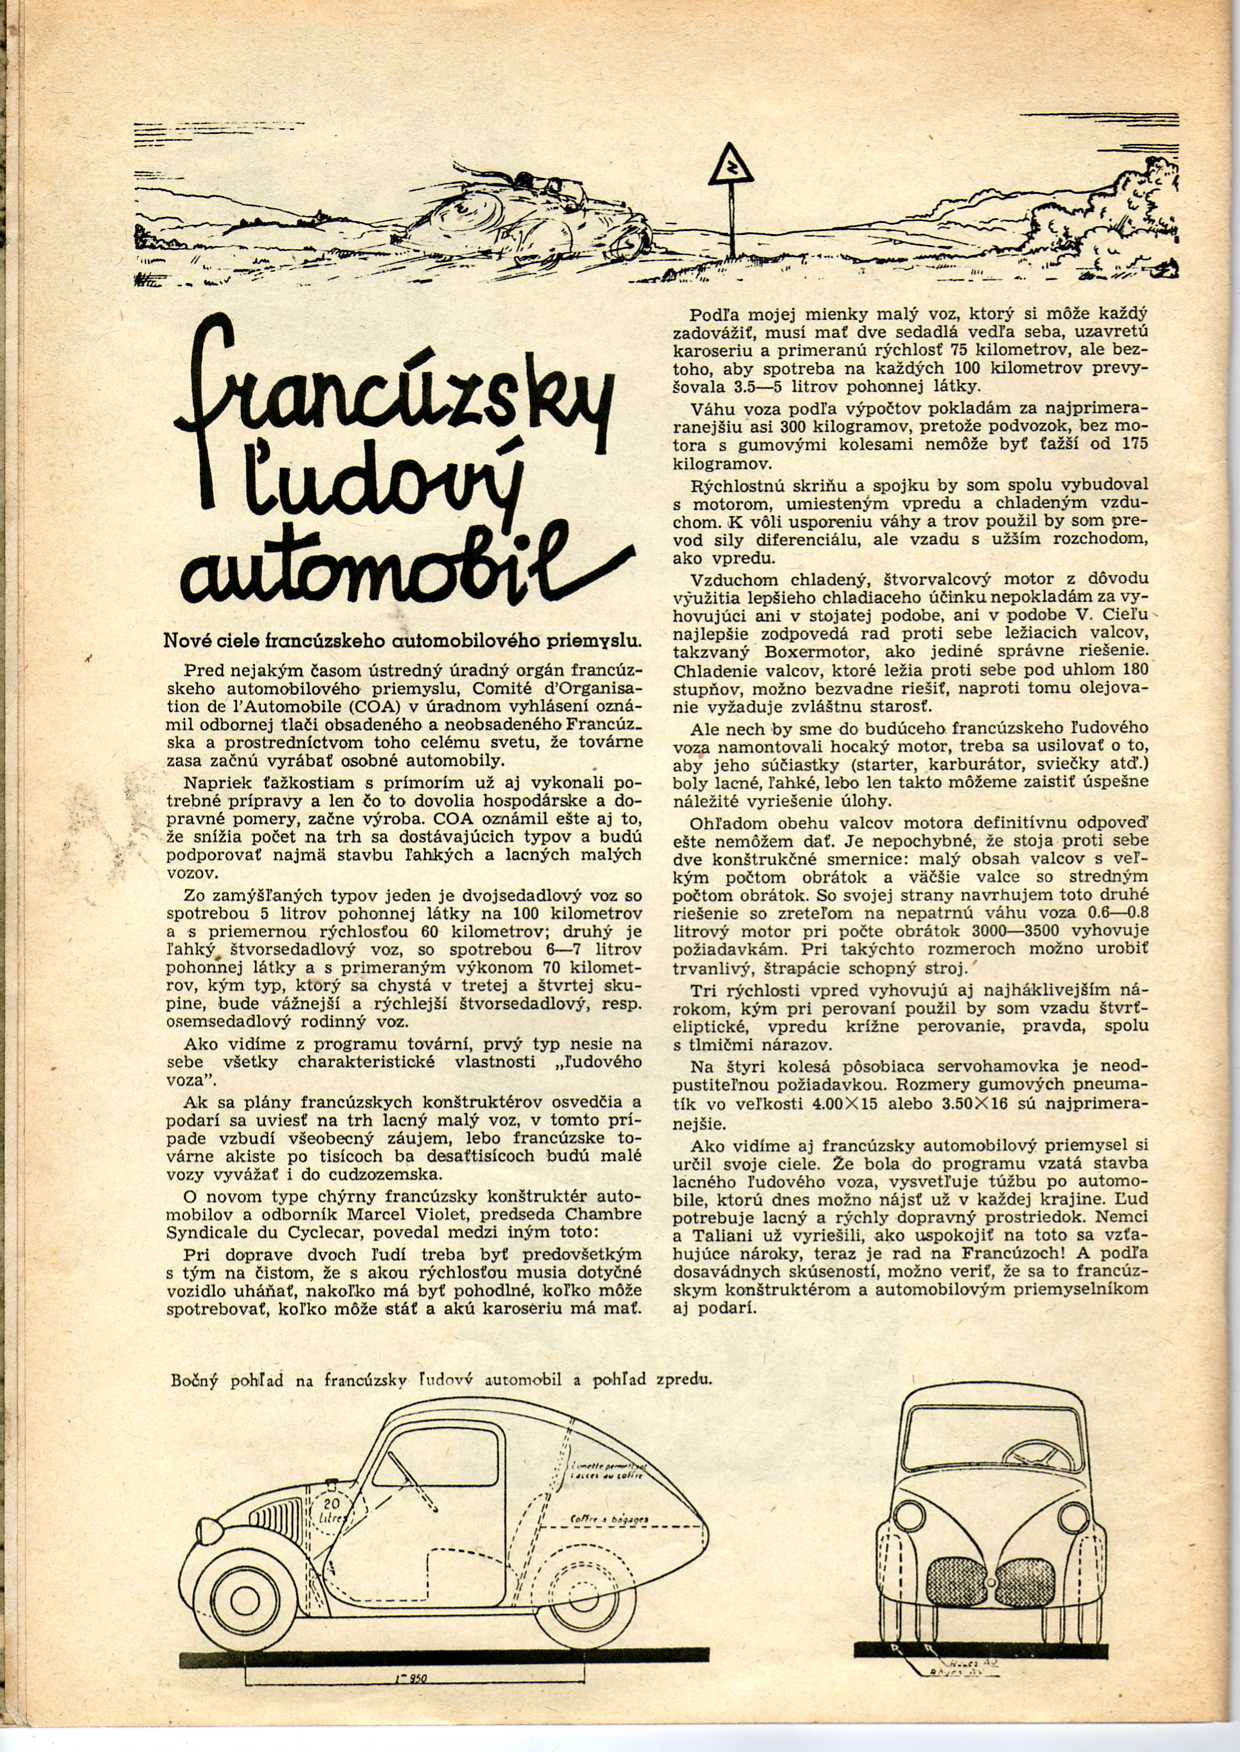 francúzsky
ľudový
automobil
Nové ciele francúzskeho automobilového priemyslu.
Pred nejakým časom ústredný úradný orgán francúz-
skeho automobilového priemyslu, Comité d'Organisa-
tion de l'Automobile (COA) v úradnom vyhlásení ozná-
mil odbornej tlači obsadeného a neobsadeného Francúz-
ska a prostredníctvom toho celému svetu, že továrne
zasa začnú vyrábať osobné automobily.
Napriek ťažkostiam s prímorím už aj vykonali po-
trebné prípravy a len čo to dovolia hospodárske a do-
pravné pomery, začne výroba. COA oznámil ešte aj to,
že snížia počet na trh sa dostávajúcich typov a budú
podporovať najmä stavbu ľahkých a lacných malých
vozov.
Zo zamýšľaných typov jeden je dvojsedadlový voz so
spotrebou 5 litrov pohonnej látky na 100 kilometrov
a s priemernou rýchlosťou 60 kilometrov; druhý je
ľahký štvorsedadlový voz, so spotrebou 6—7 litrov
pohonnej látky a s primeraným výkonom 70 kilomet-
rov, kým typ, ktorý sa chystá v tretej a štvrtej sku-
pine, bude vážnejší a rýchlejší štvorsedadlový, resp.
osemsedadlový rodinný voz.
Ako vidíme z programu tovární, prvý typ nesie na
sebe všetky charakteristické vlastnosti „ľudového
voza”.
Ak sa plány francúzskych konštruktérov osvedčia a
podarí sa uviesť na trh lacný malý voz, v tomto prí-
pade vzbudí všeobecný záujem, lebo francúzske to-
várne akiste po tisícoch ba desaťtisícoch budú malé
vozy vyvážať i do cudzozemska.
O novom type chýrny francúzsky konštruktér auto-
mobilov a odborník Marcel Violet, predseda Chambre
Syndicale du Cyclecar, povedal medzi iným toto:
Pri doprave dvoch ľudí treba byť predovšetkým
s tým na čistom, že s akou rýchlosťou musia dotyčné
vozidlo uháňať, nakoľko má byť pohodlné, koľko môže
spotrebovať, koľko môže stáť a akú karoseriu má mať.
Podľa mojej mienky malý voz, ktorý si môže každý
zadovážiť, musí mať dve sedadlá vedľa seba, uzavretú
karoseriu a primeranú rýchlosť 75 kilometrov, ale bez-
toho, aby spotreba na každých 100 kilometrov prevy-
šovala 3.5—5 litrov pohonnej látky.
Váhu voza podľa výpočtov pokladám za najprimera-
ranejšiu asi 300 kilogramov, pretože podvozok, bez mo-
tora s gumovými kolesami nemôže byť ťažší od 175
kilogramov.
Rýchlostnú skriňu a spojku by som spolu vybudoval
s motorom, umiesteným vpredu a chladeným vzdu-
chom. K vôli usporeniu váhy a trov použil by som pre-
vod sily diferenciálu, ale vzadu s užším rozchodom,
ako vpredu.
Vzduchom chladený, štvorvalcový motor z dôvodu
využitia lepšieho chladiaceho účinku nepokladám za vy-
hovujúci ani v stojatej podobe, ani v podobe V. Cieľu
najlepšie zodpovedá rad proti sebe ležiacich valcov,
takzvaný Boxermotor, ako jediné správne riešenie.
Chladenie valcov, ktoré ležia proti sebe pod uhlom 180
stupňov, možno bezvadne riešiť, naproti tomu olejova-
nie vyžaduje zvláštnu starosť.
Ale nech by sme do budúceho francúzskeho ľudového
voza namontovali hocaký motor, treba sa usilovať o to,
aby jeho súčiastky (starter, karburátor, sviečky atď.)
boly lacné, ľahké, lebo len takto môžeme zaistiť úspešne
náležité vyriešenie úlohy.
Ohľadom obehu valcov motora definitívnu odpoveď
ešte nemôžem dať. Je nepochybné, že stoja proti sebe
dve konštrukčné smernice: malý obsah valcov s veľ-
kým počtom obrátok a väčšie valce so stredným
počtom obrátok. So svojej strany navrhujem toto druhé
riešenie so zreteľom na nepatrnú váhu voza 0.6—0.8
litrový motor pri počte obrátok 3000—3500 vyhovuje
požiadavkám. Pri takýchto rozmeroch možno urobiť
trvanlivý, štrapácie schopný stroj.
Tri rýchlosti vpred vyhovujú aj najháklivejším ná-
rokom, kým pri perovaní použil by som vzadu štvrť-
eliptické, vpredu krížne perovanie, pravda, spolu
s tlmičmi nárazov.
Na štyri kolesá pôsobiaca servohamovka je neod-
pustiteľnou požiadavkou. Rozmery gumových pneuma-
tík vo veľkosti 4.00×15 alebo 3.50×16 sú najprimera-
nejšie.
Ako vidíme aj francúzsky automobilový priemysel si
určil svoje ciele. Že bola do programu vzatá stavba
lacného ľudového voza, vysvetľuje túžbu po automo-
bile, ktorú dnes možno nájsť už v každej krajine. Ľud
potrebuje lacný a rýchly dopravný prostriedok. Nemci
a Taliani už vyriešili, ako uspokojiť na toto sa vzťa-
hujúce nároky, teraz je rad na Francúzoch! A podľa
dosavádnych skúseností, možno veriť, že sa to francúz-
skym konštruktérom a automobilovým priemyselníkom
aj podarí.
Bočný pohľad na francúzsky ľudový automobil a pohľad zpredu.
20
Litres
Lunette permettant
l'acces au coffre
Coffre a bagages
1m950